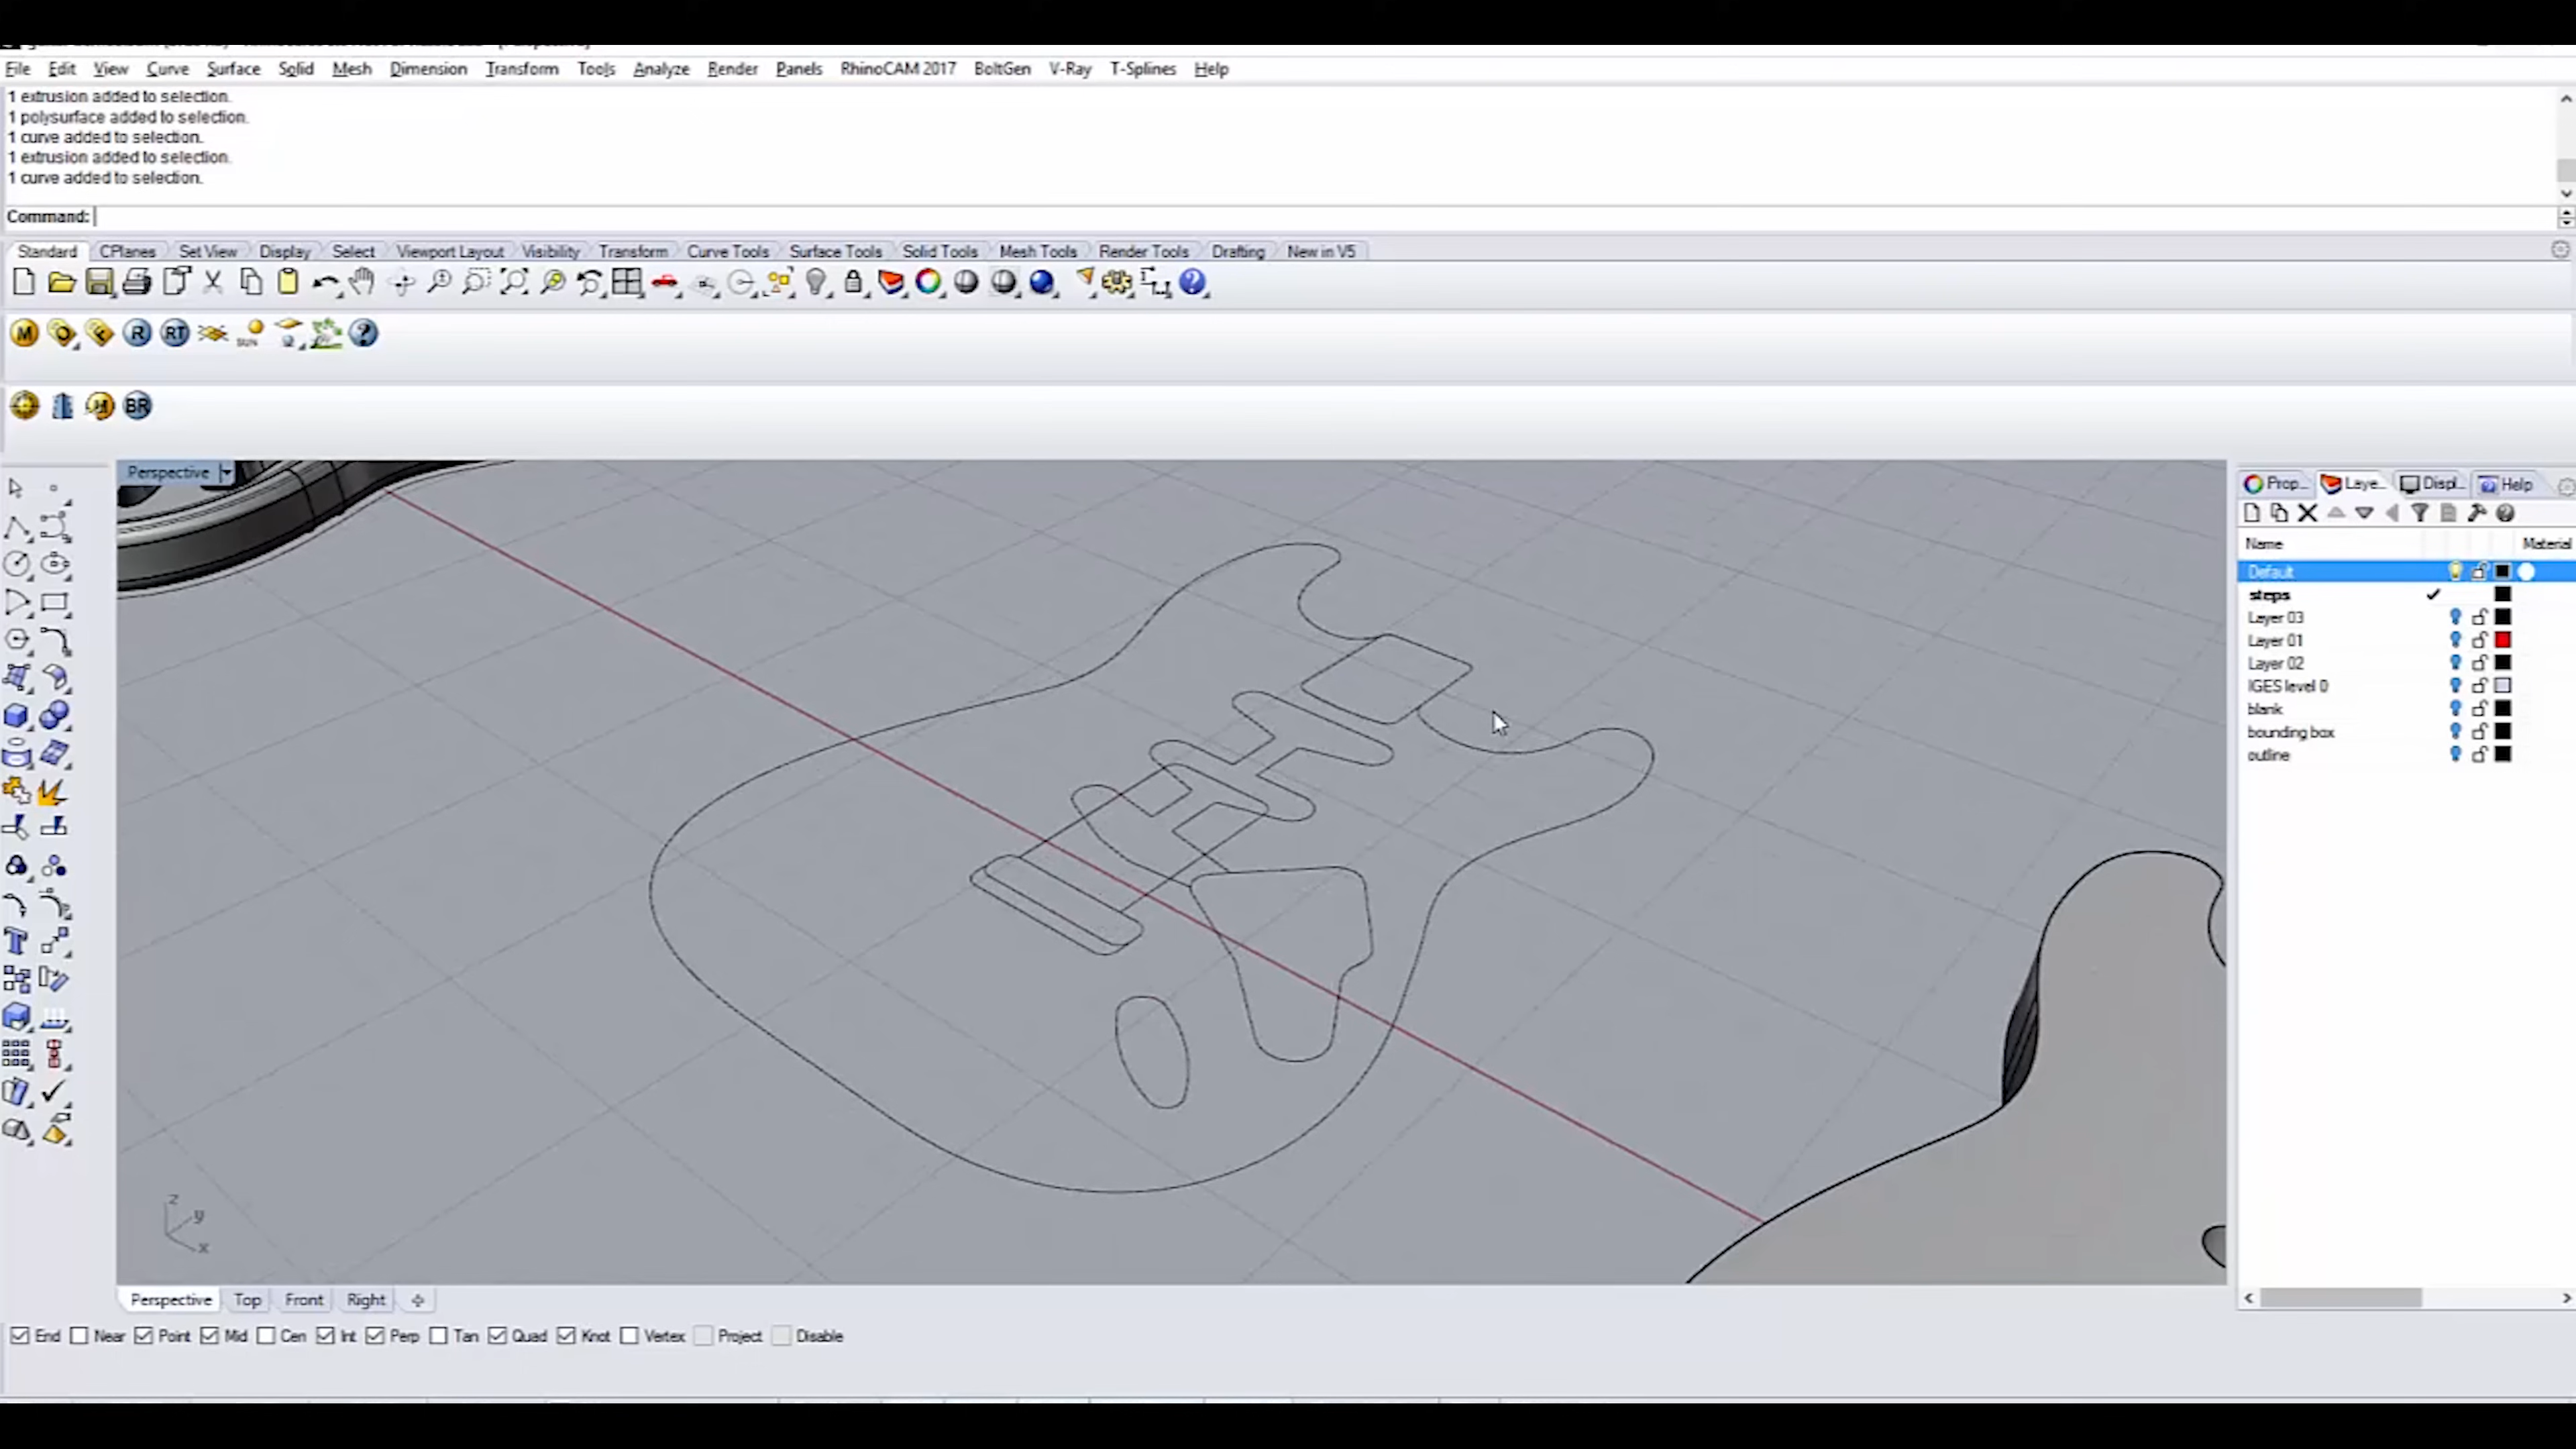 File Edit View Curve Surface Solid Mesh Dimension Transform Tools Analyze Render Panels RhinoCAM 2017 BoltGen V-Ray T-Splines Help
1 extrusion added to selection.
1 polysurface added to selection.
1 curve added to selection.
1 extrusion added to selection.
1 curve added to selection.
Command:
Standard CPlanes Set View Display Select Viewport Layout Visibility Transform Curve Tools Surface Tools Solid Tools Mesh Tools Render Tools Drafting New in V5
M O F R RT SUN
BR
Perspective
Prop... Laye... Displ... Help
Name Material
Default
steps
Layer 03
Layer 01
Layer 02
IGES level 0
blank
bounding box
outline
z
y
x
Perspective Top Front Right
End Near Point Mid Cen Int Perp Tan Quad Knot Vertex Project Disable